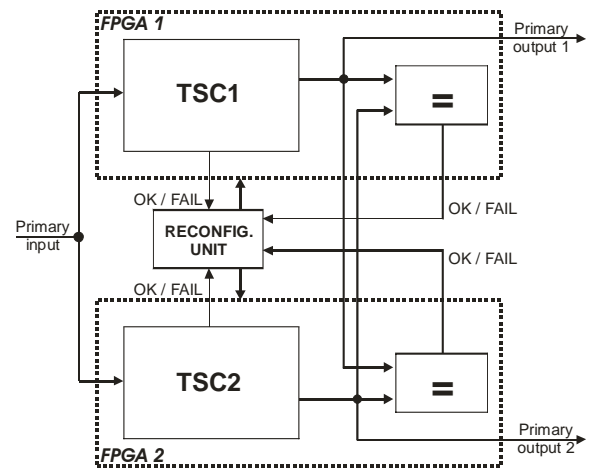 FPGA 1
Primary
output 1
TSC1
=
OK / FAIL
OK / FAIL
Primary
input
RECONFIG.
UNIT
OK / FAIL
OK / FAIL
TSC2
=
Primary
output 2
FPGA 2